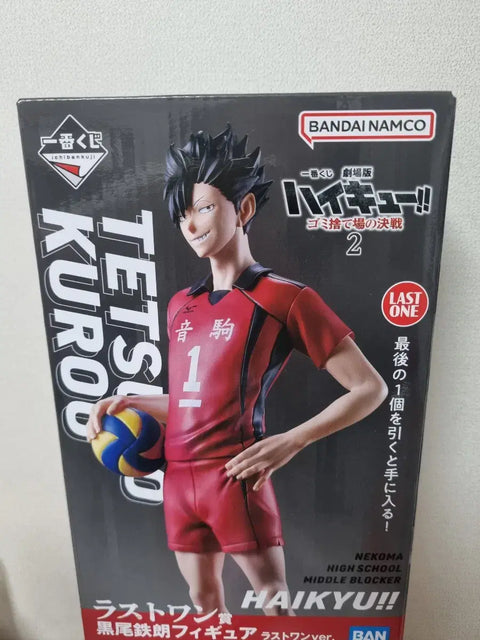 一番くじ
ichibankuji
BANDAI NAMCO
一番くじ 劇場版
ハイキュー!!
ゴミ捨て場の決戦
2
TETSURO
KUROO
LAST
ONE
最後の1個を引くと手に入る!
音駒
1
NEKOMA
HIGH SCHOOL
MIDDLE BLOCKER
HAIKYU!!
ラストワン賞
黒尾鉄朗フィギュア ラストワンver.
BAN